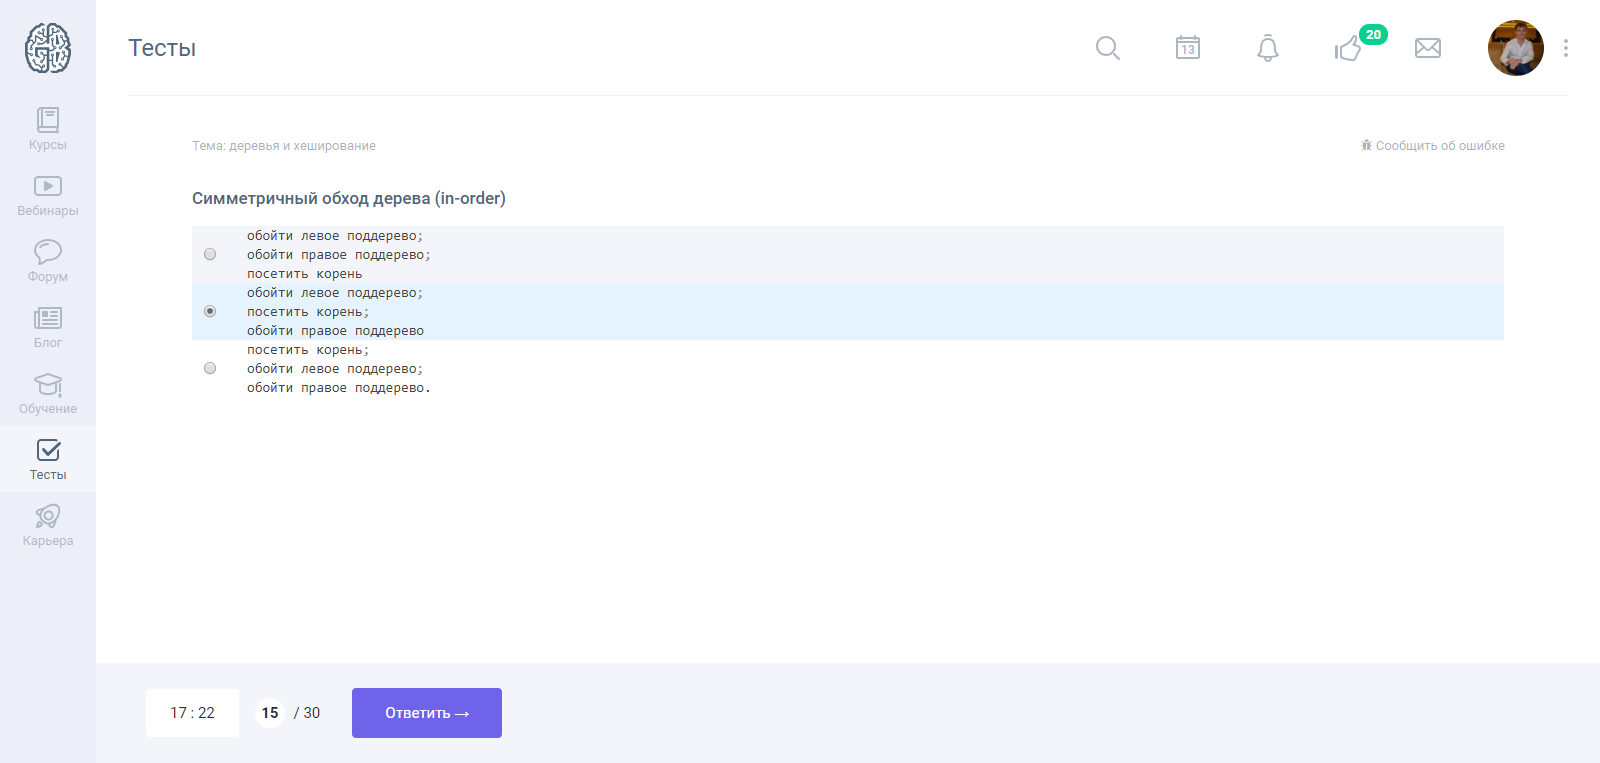 Тесты
13
20
Курсы
Вебинары
Форум
Блог
Обучение
Тесты
Карьера
Тема: деревья и хеширование
Сообщить об ошибке
Симметричный обход дерева (in-order)
обойти левое поддерево;
обойти правое поддерево;
посетить корень
обойти левое поддерево;
посетить корень;
обойти правое поддерево
посетить корень;
обойти левое поддерево;
обойти правое поддерево.
17 : 22
15 / 30
Ответить →